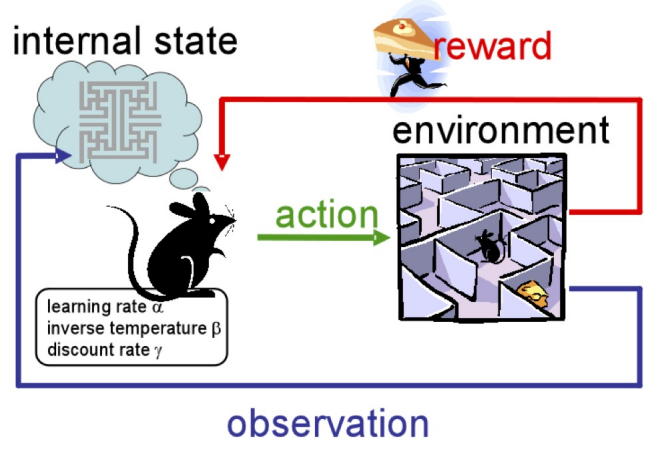 internal state
reward
environment
action
learning rate α
inverse temperature β
discount rate γ
observation